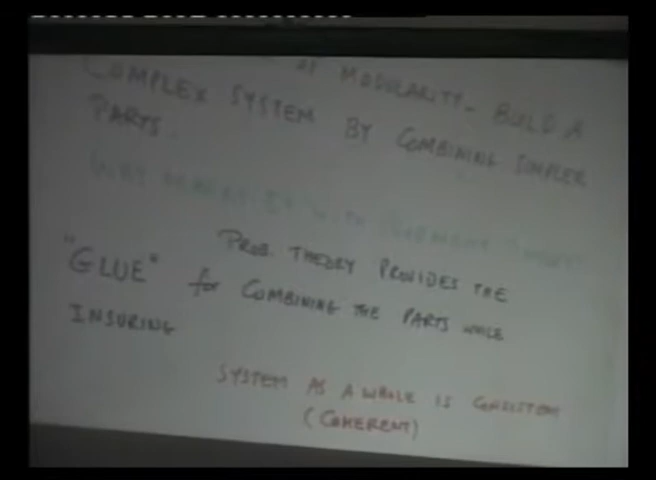 OF MODULARITY - BUILD A
COMPLEX SYSTEM BY COMBINING SIMPLER
PARTS.
PROB. THEORY PROVIDES THE
"GLUE" for COMBINING THE PARTS WHILE
INSURING
SYSTEM AS A WHOLE IS CONSISTENT
(COHERENT)